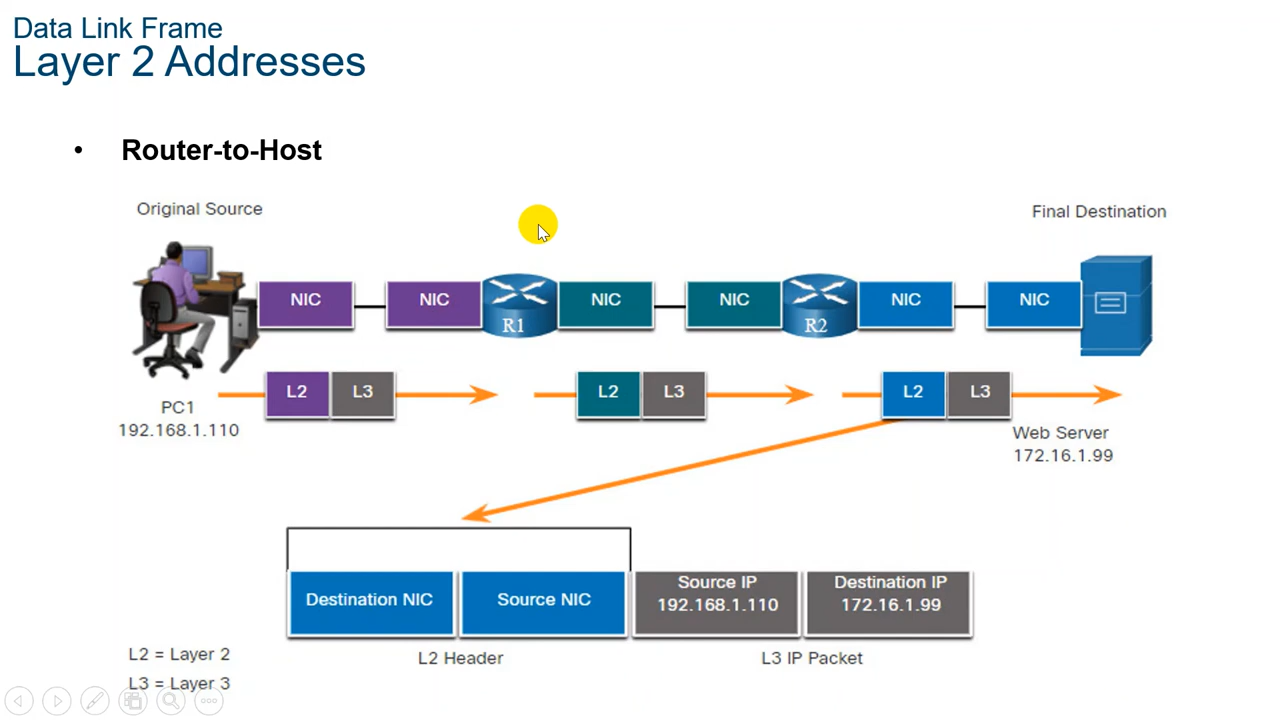 Data Link Frame
Layer 2 Addresses
• Router-to-Host
Original Source
Final Destination
NIC NIC R1 NIC NIC R2 NIC NIC
L2 L3 L2 L3 L2 L3
PC1
192.168.1.110
Web Server
172.16.1.99
Destination NIC Source NIC
Source IP
192.168.1.110
Destination IP
172.16.1.99
L2 Header L3 IP Packet
L2 = Layer 2
L3 = Layer 3